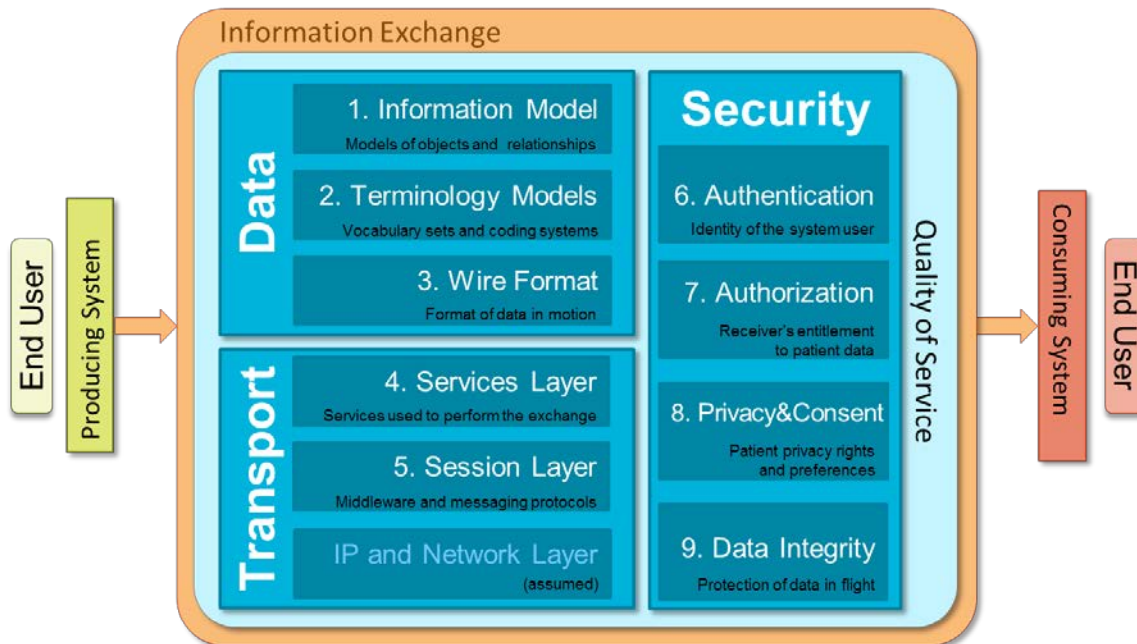 Information Exchange
End User
Producing System
Data
1. Information Model
Models of objects and relationships
2. Terminology Models
Vocabulary sets and coding systems
3. Wire Format
Format of data in motion
Transport
4. Services Layer
Services used to perform the exchange
5. Session Layer
Middleware and messaging protocols
IP and Network Layer
(assumed)
Security
6. Authentication
Identity of the system user
7. Authorization
Receiver's entitlement
to patient data
8. Privacy&Consent
Patient privacy rights
and preferences
9. Data Integrity
Protection of data in flight
Quality of Service
Consuming System
End User